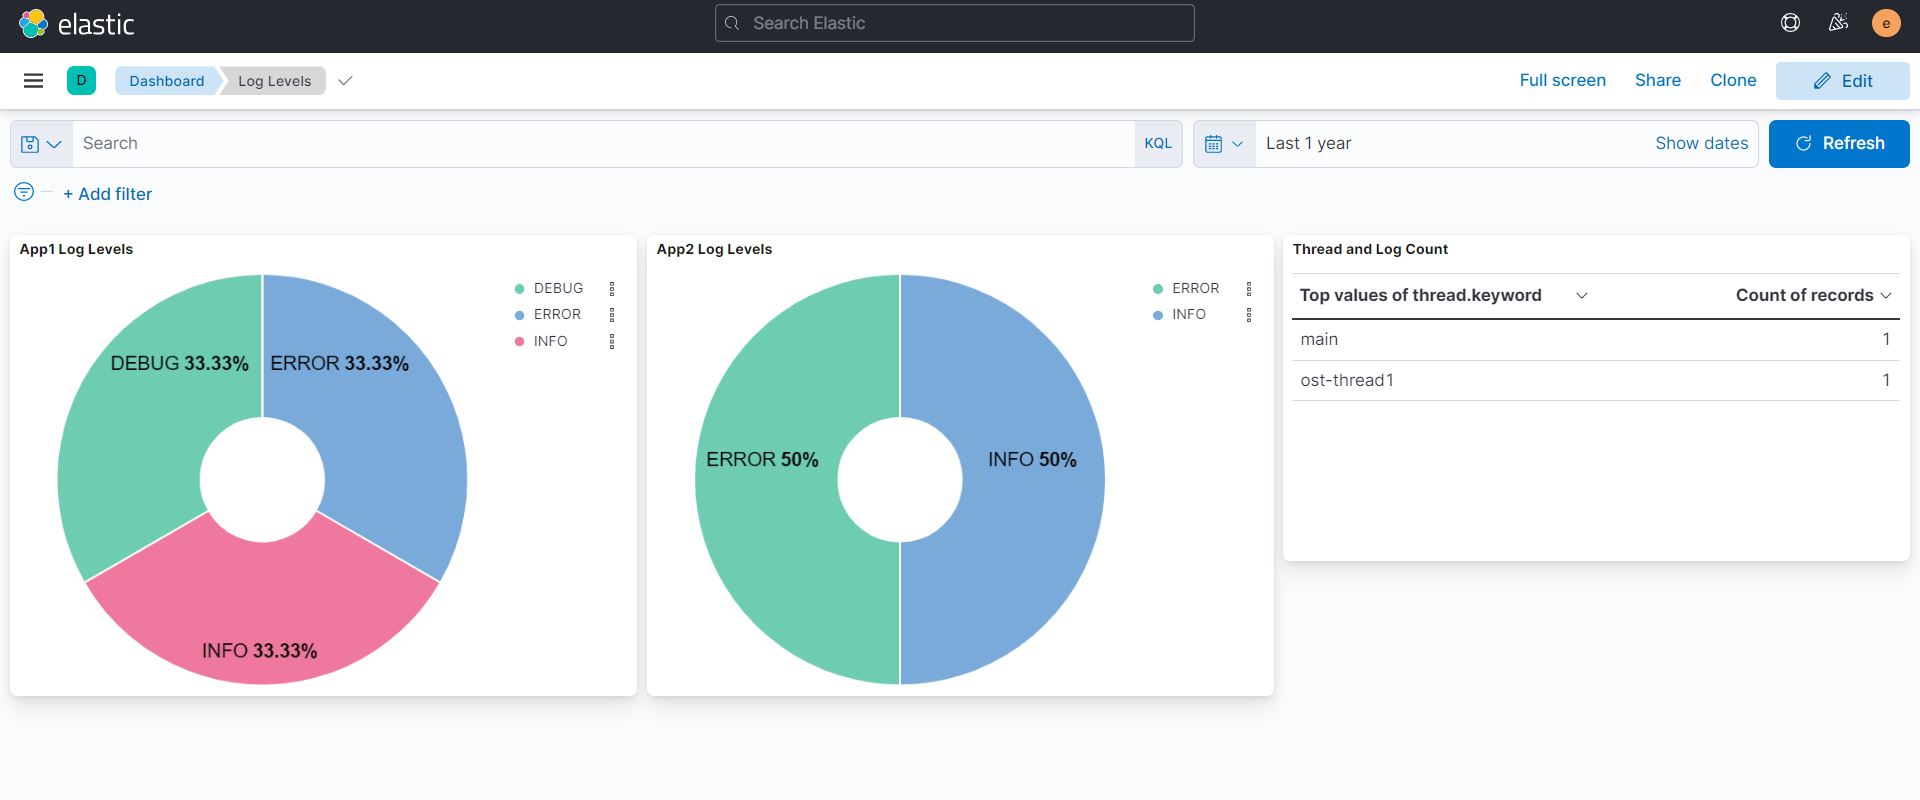 elastic
Search Elastic
e
D
Dashboard
Log Levels
Full screen
Share
Clone
Edit
Search
KQL
Last 1 year
Show dates
Refresh
+ Add filter
App1 Log Levels
DEBUG
ERROR
INFO
DEBUG 33.33%
ERROR 33.33%
INFO 33.33%
App2 Log Levels
ERROR
INFO
ERROR 50%
INFO 50%
Thread and Log Count
Top values of thread.keyword
Count of records
main 1
ost-thread1 1